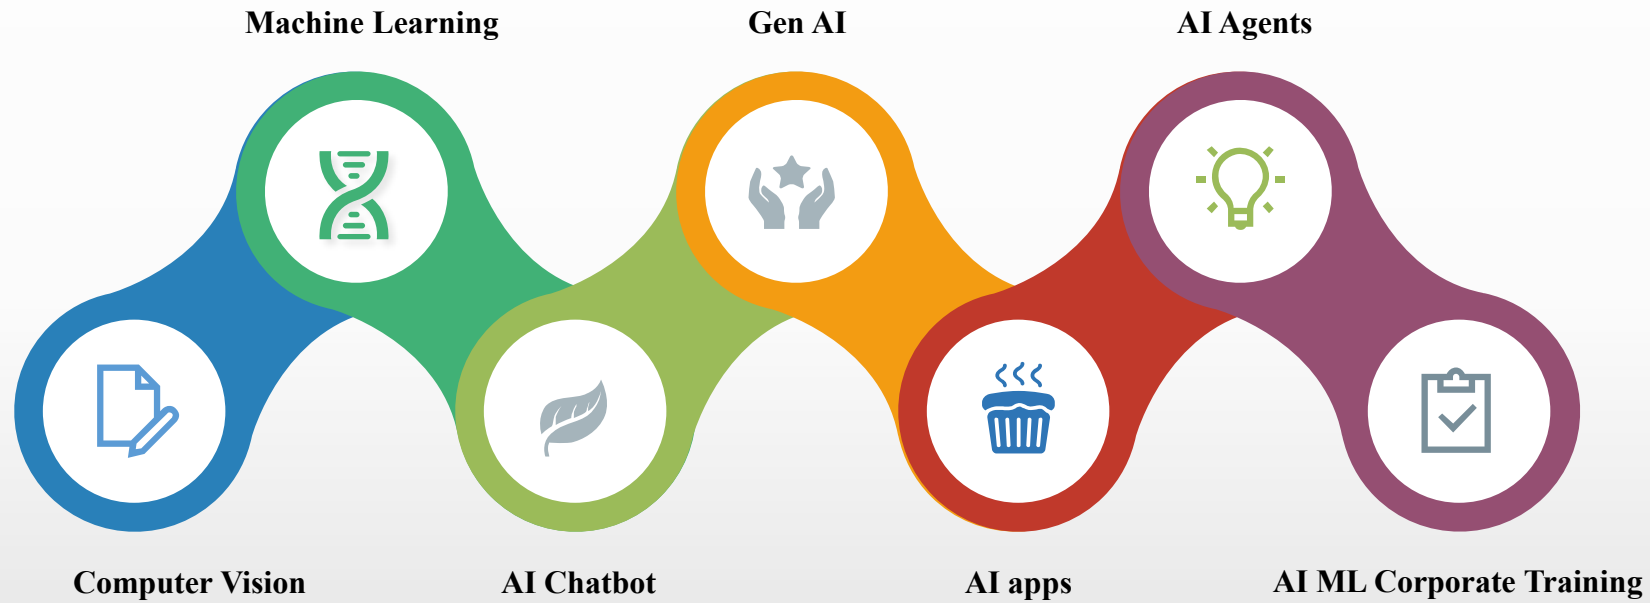 Machine Learning
Gen AI
AI Agents
Computer Vision
AI Chatbot
AI apps
AI ML Corporate Training